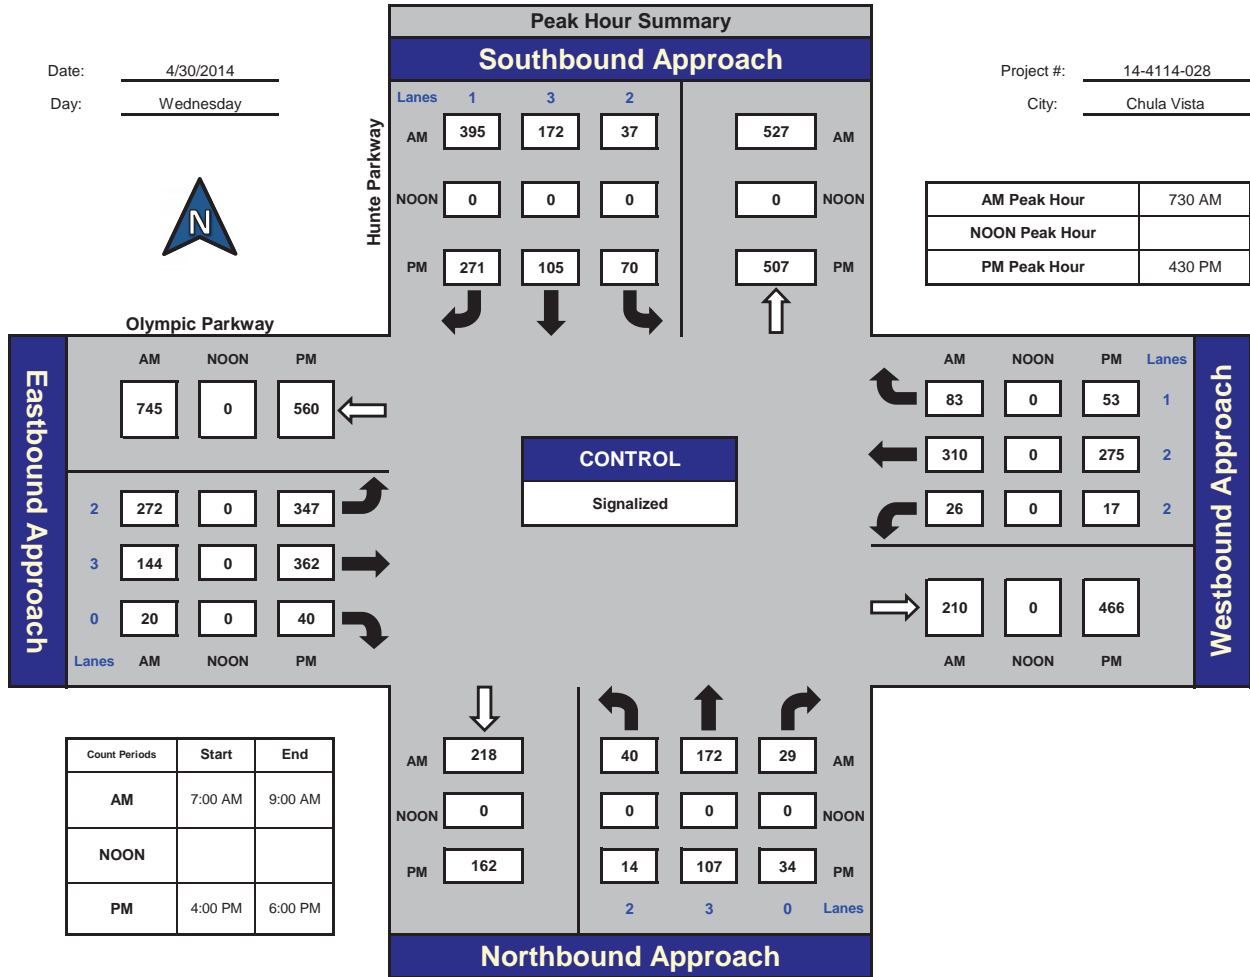 Peak Hour Summary
Southbound Approach
Date: 4/30/2014
Day: Wednesday
Project #: 14-4114-028
City: Chula Vista
N
Hunte Parkway
Lanes 1 3 2
AM 395 172 37 527 AM
NOON 0 0 0 0 NOON
PM 271 105 70 507 PM
AM Peak Hour 730 AM
NOON Peak Hour
PM Peak Hour 430 PM
Olympic Parkway
Eastbound Approach
AM NOON PM
745 0 560
2 272 0 347
3 144 0 362
0 20 0 40
Lanes AM NOON PM
CONTROL
Signalized
AM NOON PM Lanes
83 0 53 1
310 0 275 2
26 0 17 2
210 0 466
AM NOON PM
Westbound Approach
Count Periods Start End
AM 7:00 AM 9:00 AM
NOON
PM 4:00 PM 6:00 PM
AM 218 40 172 29 AM
NOON 0 0 0 0 NOON
PM 162 14 107 34 PM
2 3 0 Lanes
Northbound Approach